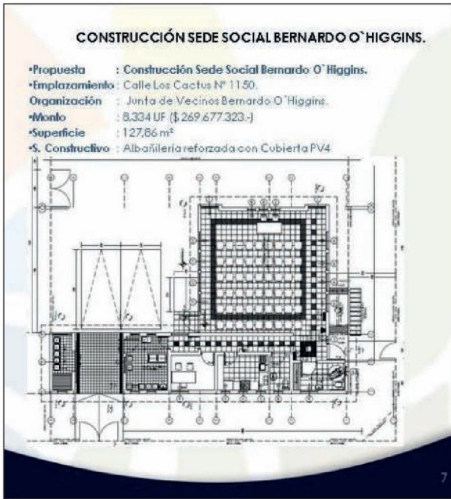 CONSTRUCCIÓN SEDE SOCIAL BERNARDO O`HIGGINS.
•Propuesta : Construcción Sede Social Bernardo O`Higgins.
•Emplazamiento : Calle Los Cactus Nº 1150.
Organización : Junta de Vecinos Bernardo O`Higgins.
•Monto : 8.334 UF ($ 269.677.323.-)
•Superficie : 127,86 m²
•S. Constructivo : Albañilería reforzada con Cubierta PV4
7